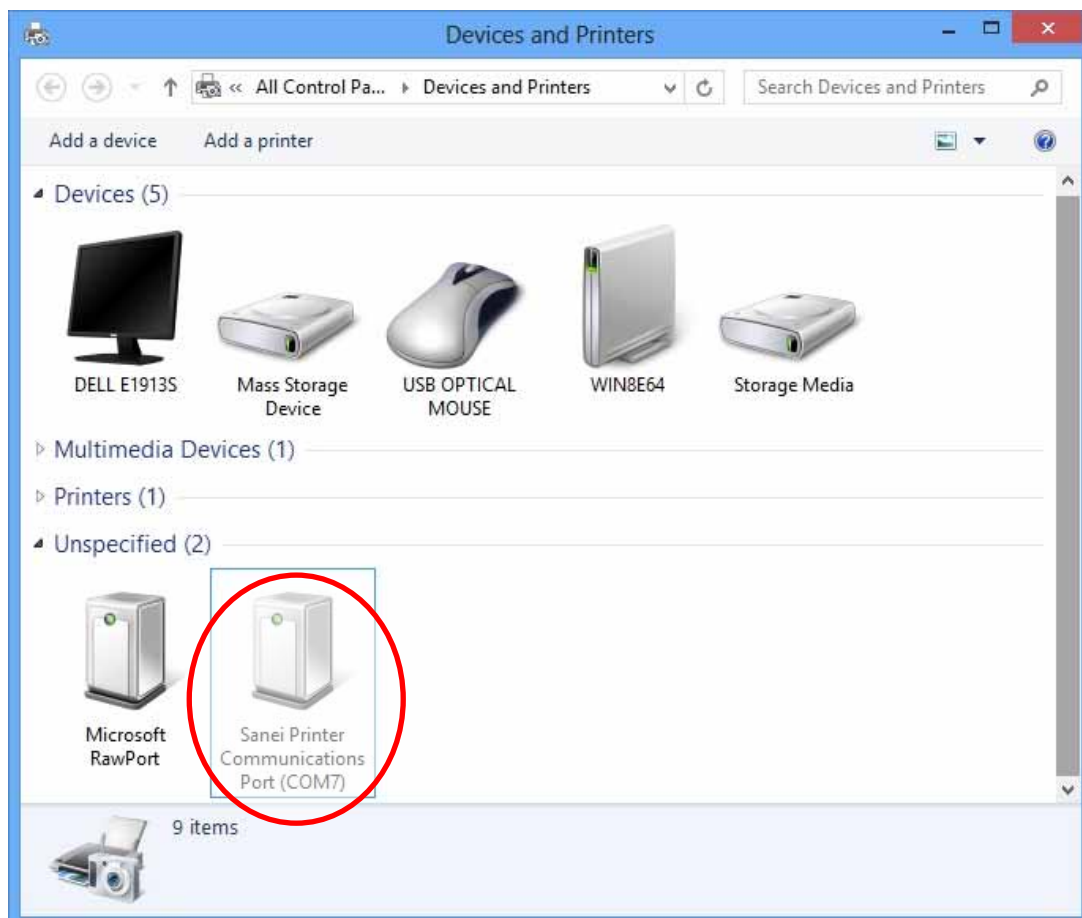 Devices and Printers
« All Control Pa... Devices and Printers Search Devices and Printers
Add a device Add a printer
Devices (5)
DELL E1913S
Mass Storage
Device
USB OPTICAL
MOUSE
WIN8E64
Storage Media
Multimedia Devices (1)
Printers (1)
Unspecified (2)
Microsoft
RawPort
Sanei Printer
Communications
Port (COM7)
9 items